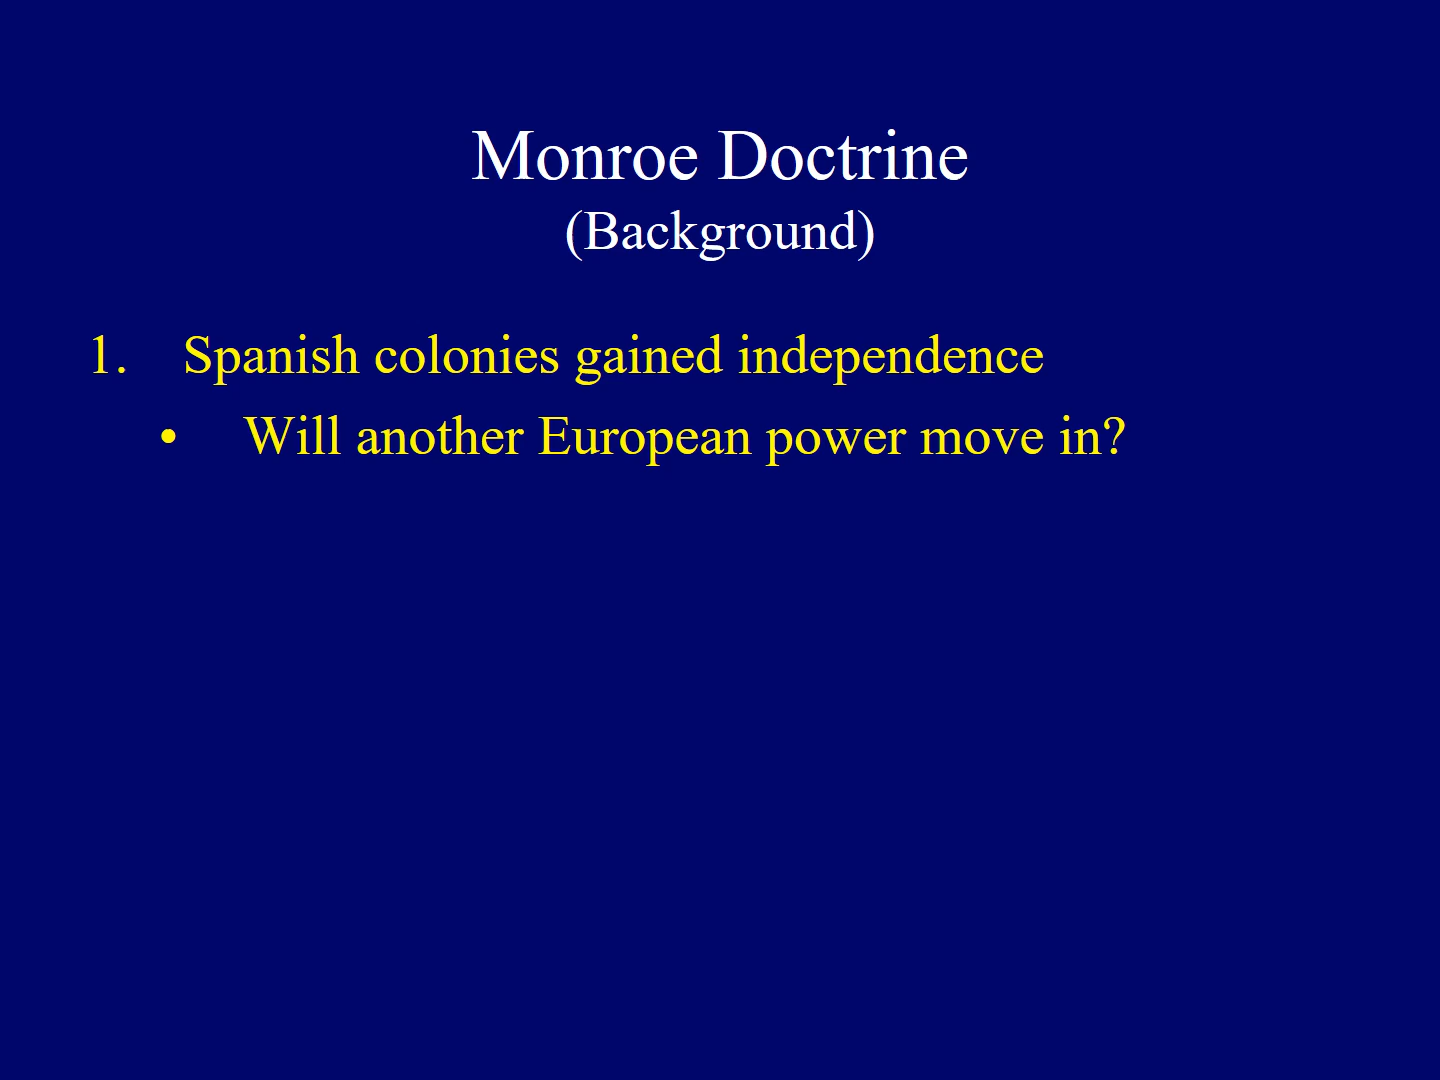 Monroe Doctrine
(Background)
1. Spanish colonies gained independence
• Will another European power move in?